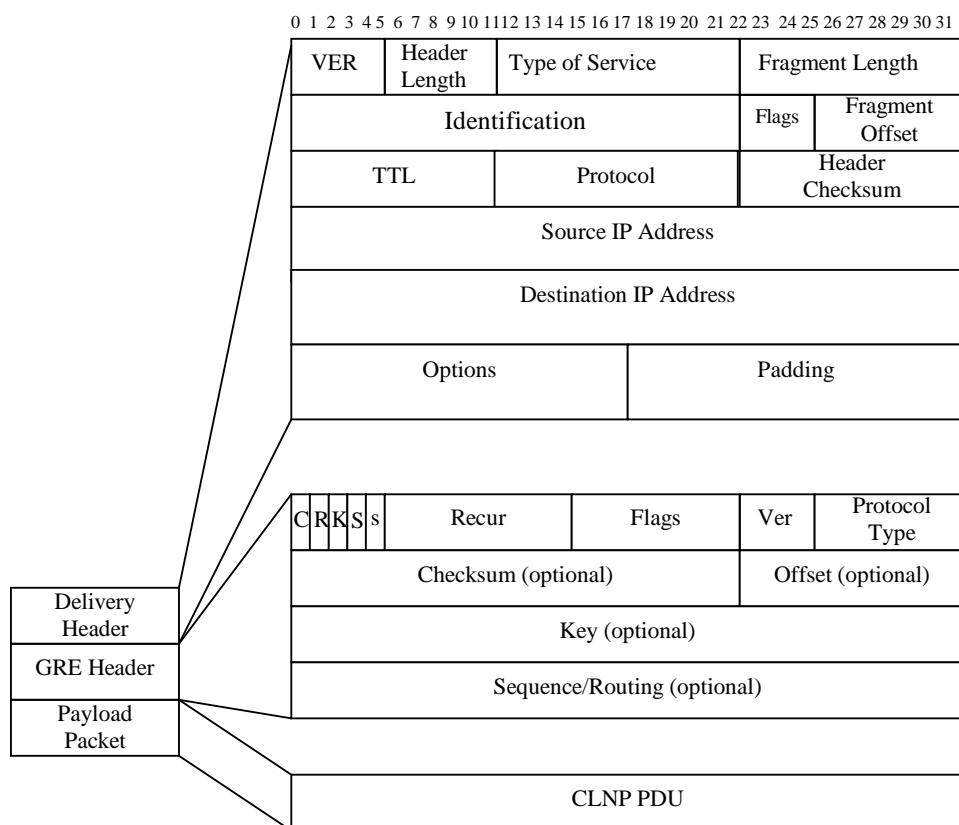 0 1 2 3 4 5 6 7 8 9 10 11 12 13 14 15 16 17 18 19 20 21 22 23 24 25 26 27 28 29 30 31
VER
Header
Length
Type of Service
Fragment Length
Identification
Flags
Fragment
Offset
TTL
Protocol
Header
Checksum
Source IP Address
Destination IP Address
Options
Padding
C R K S s
Recur
Flags
Ver
Protocol
Type
Checksum (optional)
Offset (optional)
Key (optional)
Sequence/Routing (optional)
Delivery
Header
GRE Header
Payload
Packet
CLNP PDU